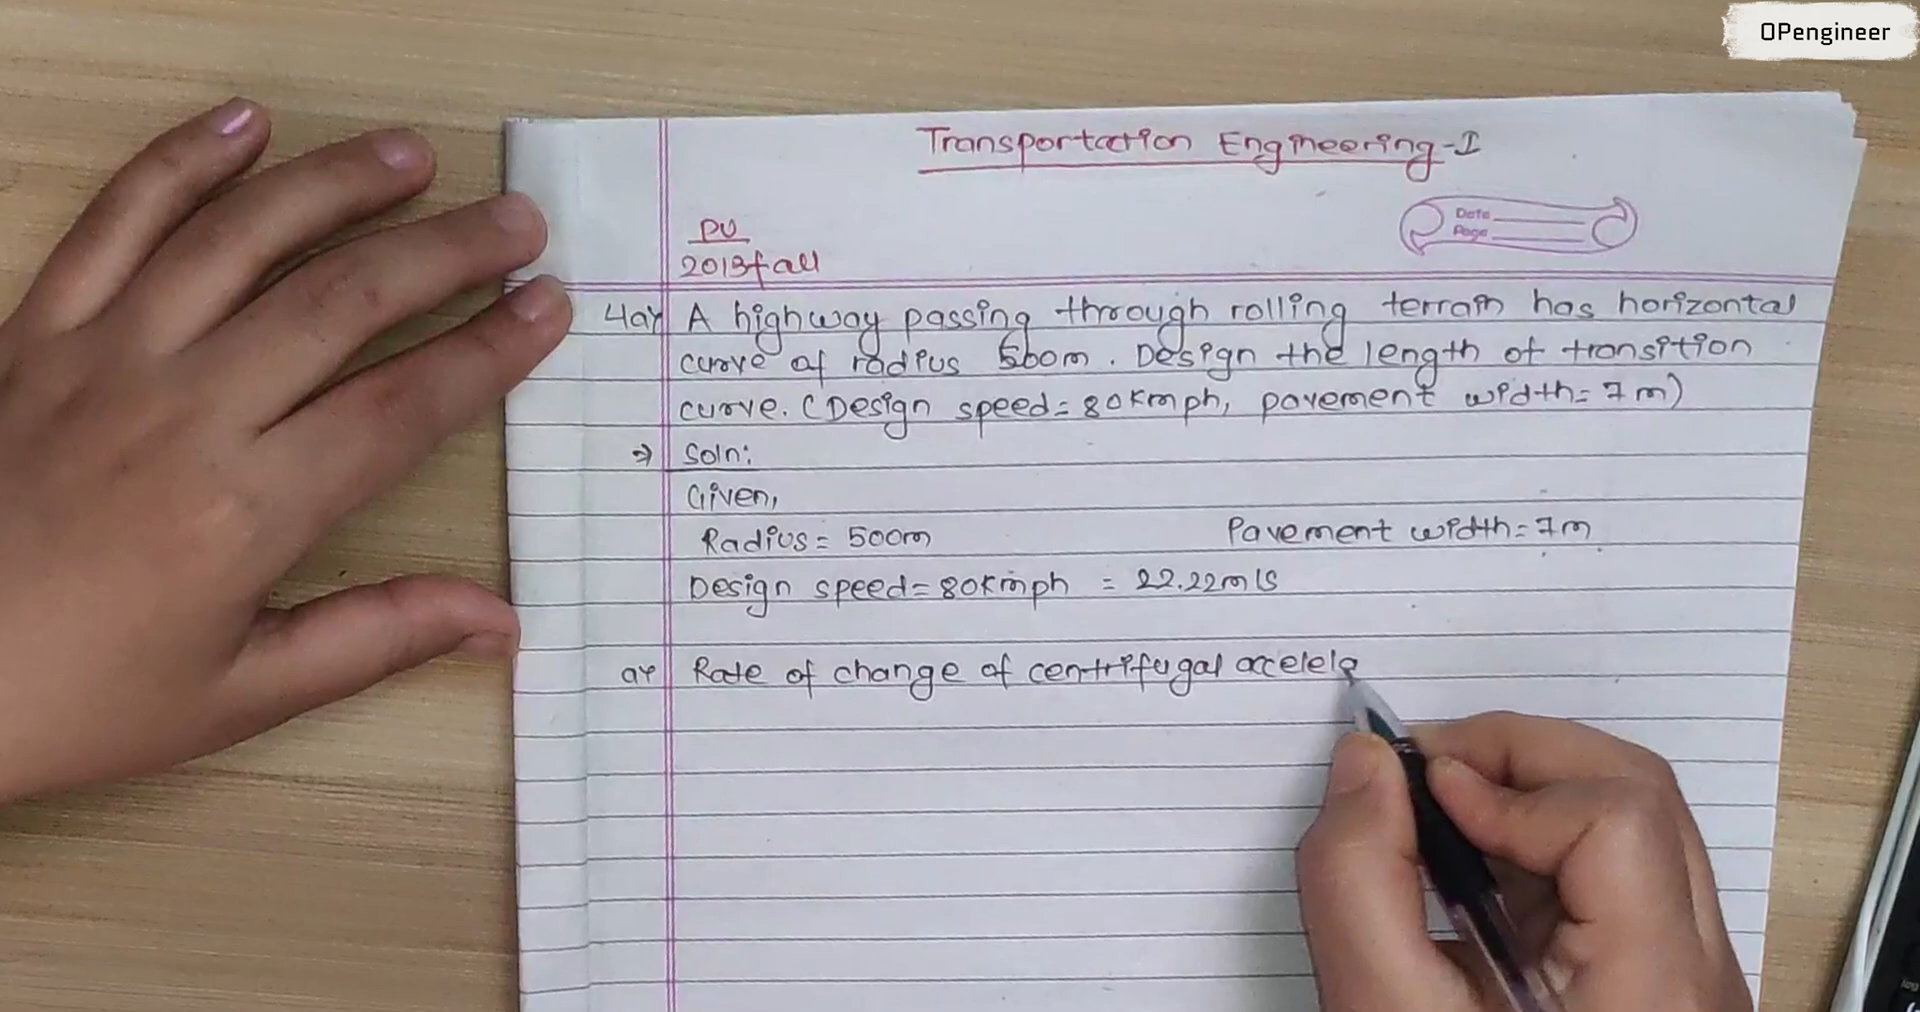 OPengineer
Transportation Engineering-I
Date
Page
PU
2013fall
4a) A highway passing through rolling terrain has horizontal
curve of radius 500m. Design the length of transition
curve. (Design speed = 80kmph, pavement width = 7m)
⇒ Soln:
Given,
Radius = 500m Pavement width = 7m
Design speed = 80kmph = 22.22m/s
a) Rate of change of centrifugal accelela